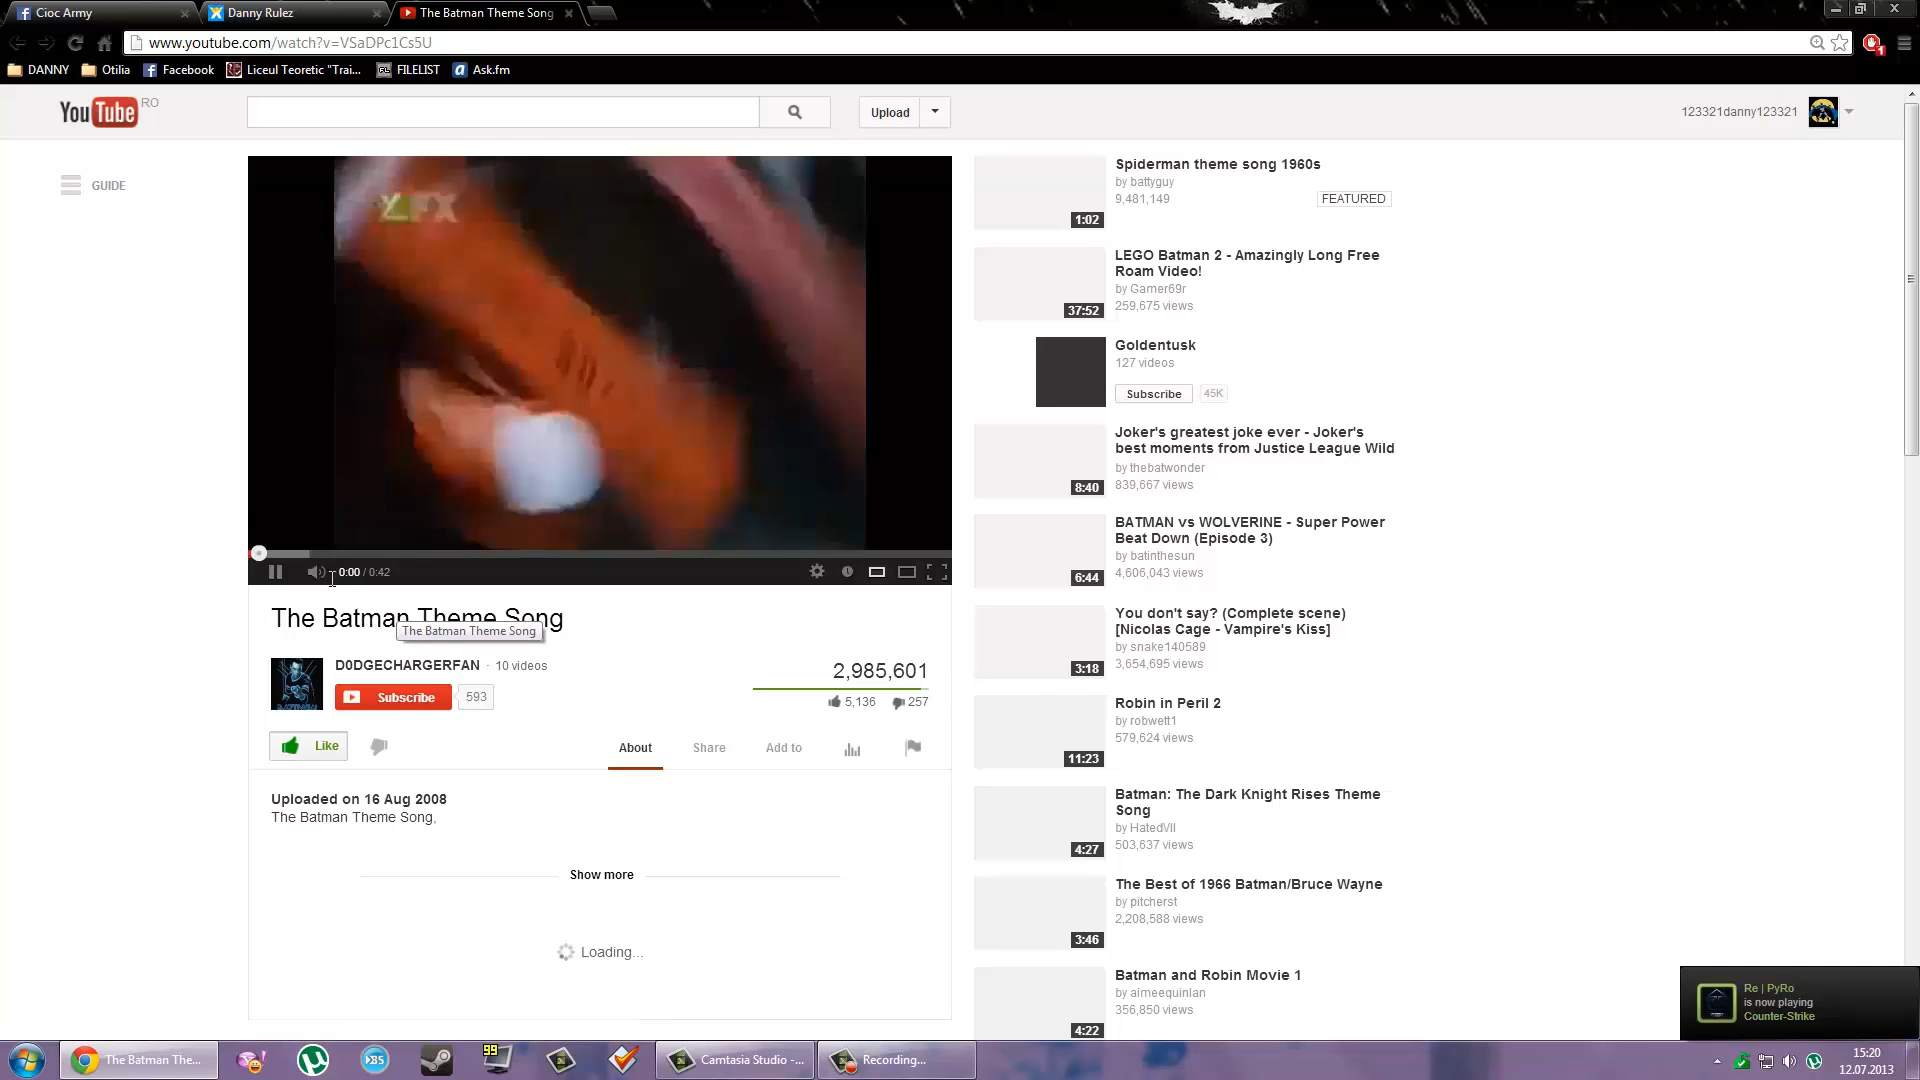 Cioc Army
Danny Rulez
The Batman Theme Song
www.youtube.com/watch?v=VSaDPc1Cs5U
DANNY
Otilia
Facebook
Liceul Teoretic "Trai...
FILELIST
Ask.fm
1
YouTube RO
Upload
123321danny123321
GUIDE
FX
0:00 / 0:42
The Batman Theme Song
The Batman Theme Song
D0DGECHARGERFAN · 10 videos
Subscribe 593
2,985,601
5,136 257
Like
About Share Add to
Uploaded on 16 Aug 2008
The Batman Theme Song,
Show more
Loading...
Spiderman theme song 1960s
by battyguy
9,481,149
FEATURED
1:02
LEGO Batman 2 - Amazingly Long Free
Roam Video!
by Gamer69r
259,675 views
37:52
Goldentusk
127 videos
Subscribe 45K
Joker's greatest joke ever - Joker's
best moments from Justice League Wild
by thebatwonder
839,667 views
8:40
BATMAN vs WOLVERINE - Super Power
Beat Down (Episode 3)
by batinthesun
4,606,043 views
6:44
You don't say? (Complete scene)
[Nicolas Cage - Vampire's Kiss]
by snake140589
3,654,695 views
3:18
Robin in Peril 2
by robwett1
579,624 views
11:23
Batman: The Dark Knight Rises Theme
Song
by HatedVII
503,637 views
4:27
The Best of 1966 Batman/Bruce Wayne
by pitcherst
2,208,588 views
3:46
Batman and Robin Movie 1
by aimeequinlan
356,850 views
4:22
Re | PyRo
is now playing
Counter-Strike
The Batman The...
BS
99
Camtasia Studio -...
Recording...
15:20
12.07.2013